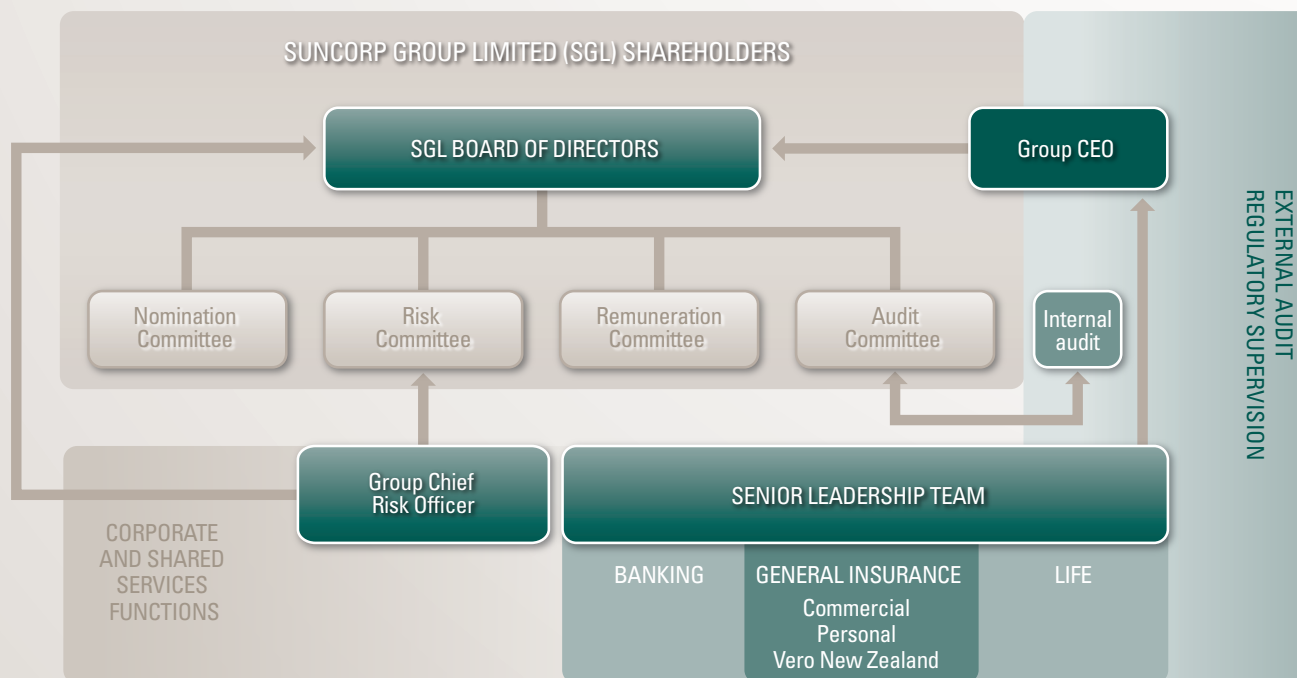 SUNCORP GROUP LIMITED (SGL) SHAREHOLDERS
SGL BOARD OF DIRECTORS
Group CEO
Nomination
Committee
Risk
Committee
Remuneration
Committee
Audit
Committee
Internal
audit
EXTERNAL AUDIT
REGULATORY SUPERVISION
Group Chief
Risk Officer
SENIOR LEADERSHIP TEAM
CORPORATE
AND SHARED
SERVICES
FUNCTIONS
BANKING
GENERAL INSURANCE
Commercial
Personal
Vero New Zealand
LIFE